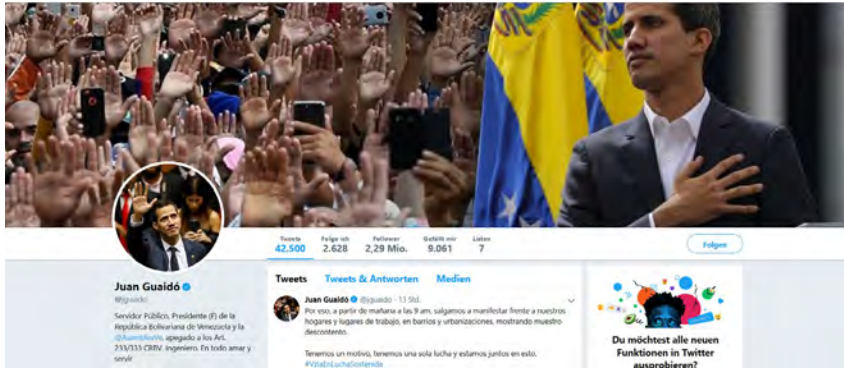 Tweets Folge ich Follower Gefällt mir Listen
42.500 2.628 2,29 Mio. 9.061 7
Folgen
Juan Guaidó
@jguaido
Servidor Público, Presidente (E) de la
República Bolivariana de Venezuela y la
@AsambleaVe, apegado a los Art.
233/333 CRBV. Ingeniero. En todo amar y
servir
Tweets Tweets & Antworten Medien
Juan Guaidó @jguaido · 13 Std.
Por eso, a partir de mañana a las 9 am, salgamos a manifestar frente a nuestros
hogares y lugares de trabajo, en barrios y urbanizaciones, mostrando nuestro
descontento.
Tenemos un motivo, tenemos una sola lucha y estamos juntos en esto.
#VzlaEnLuchaSostenida
Du möchtest alle neuen
Funktionen in Twitter
ausprobieren?